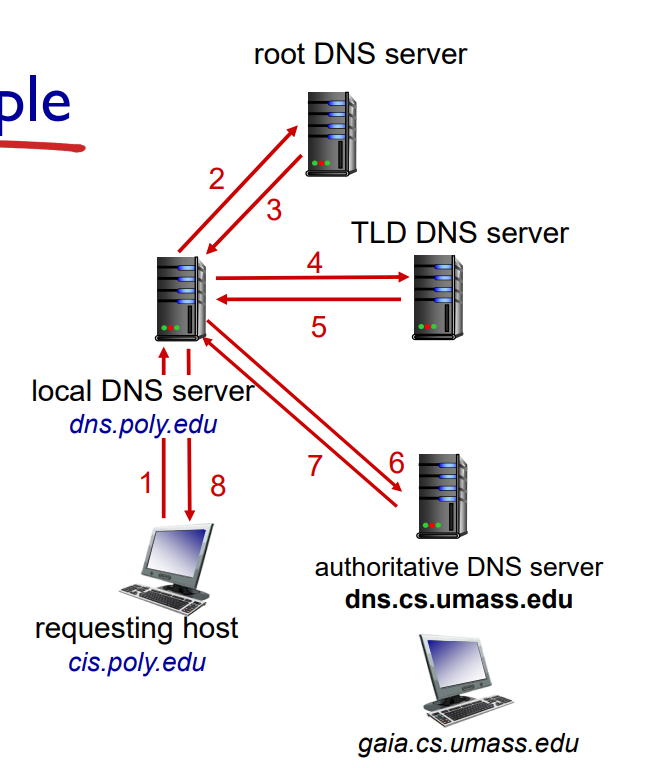 root DNS server
ple
2
3
TLD DNS server
4
5
local DNS server
dns.poly.edu
6
7
1
8
authoritative DNS server
dns.cs.umass.edu
requesting host
cis.poly.edu
gaia.cs.umass.edu